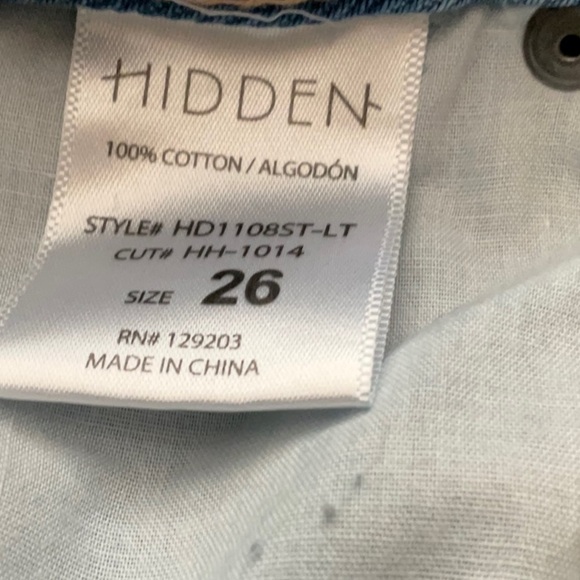 HIDDEN
100% COTTON / ALGODÓN
STYLE# HD1108ST-LT
CUT# HH-1014
SIZE 26
RN# 129203
MADE IN CHINA